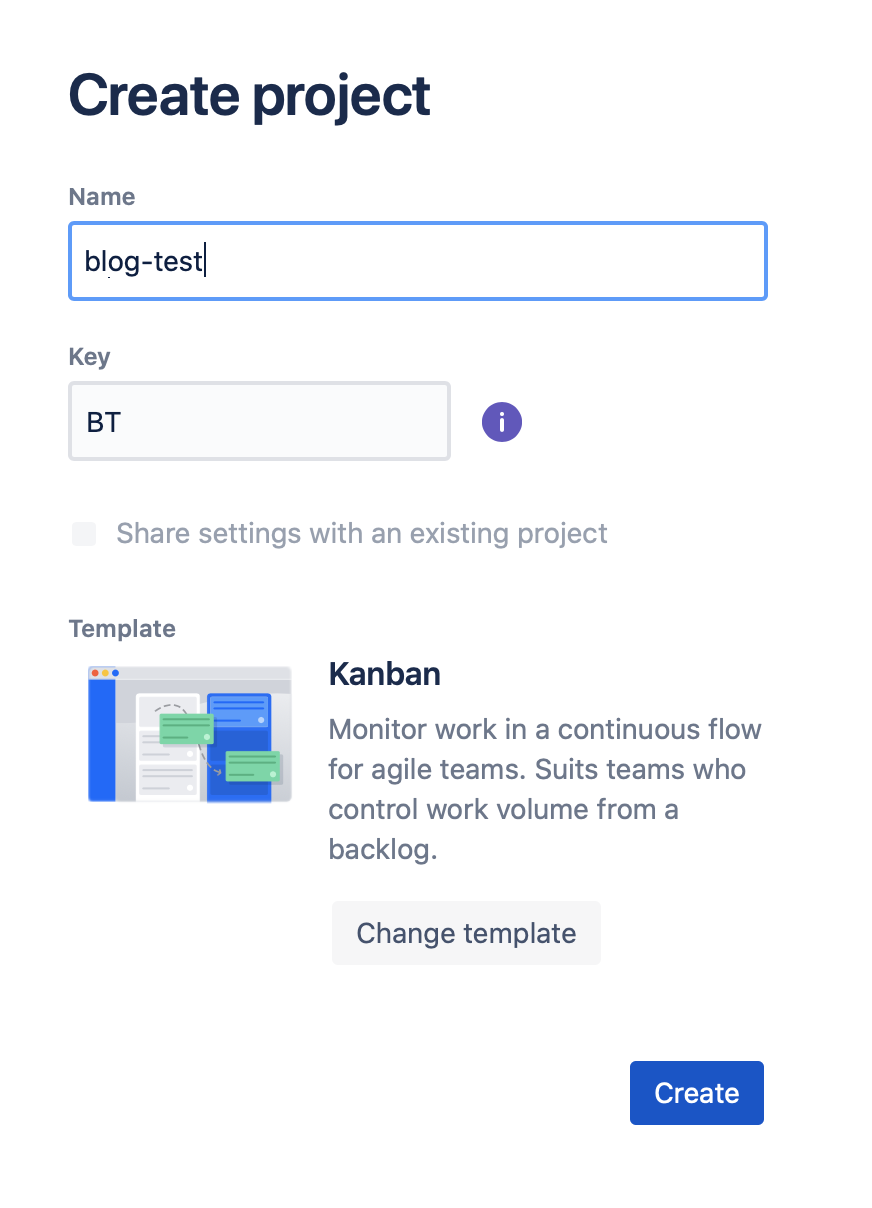 Create project
Name
blog-test
Key
BT
i
Share settings with an existing project
Template
Kanban
Monitor work in a continuous flow
for agile teams. Suits teams who
control work volume from a
backlog.
Change template
Create